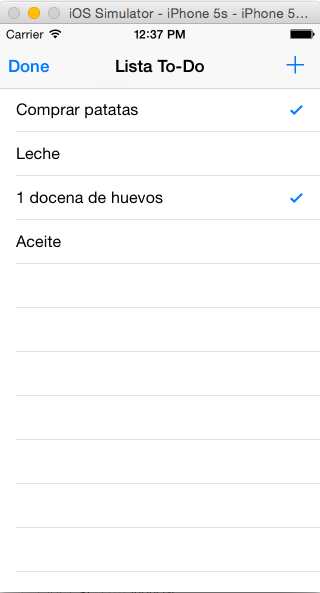 iOS Simulator - iPhone 5s - iPhone 5...
Carrier 12:37 PM
Done Lista To-Do +
Comprar patatas
Leche
1 docena de huevos
Aceite